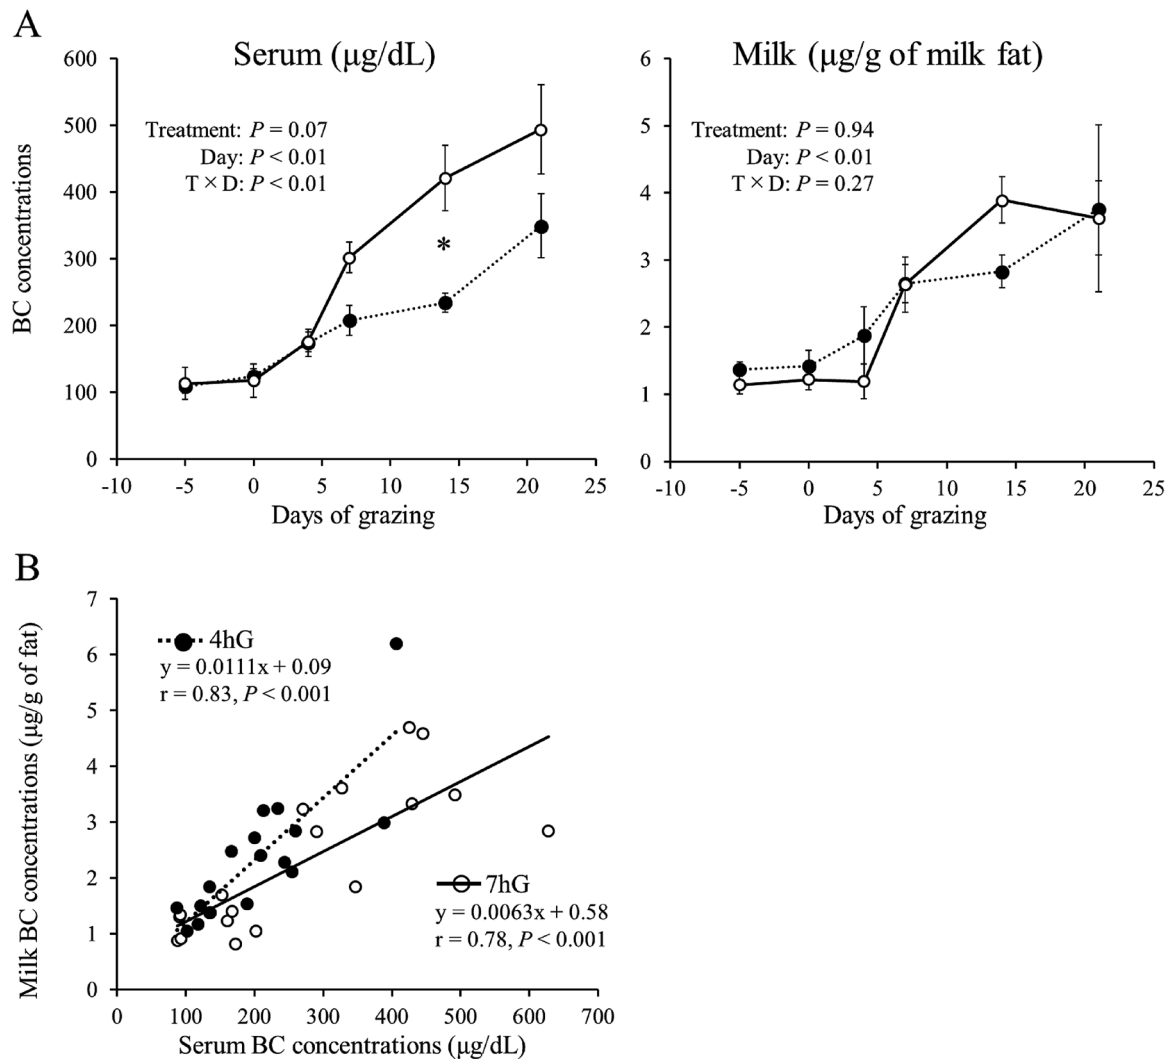 A
Serum (μg/dL)
Milk (μg/g of milk fat)
BC concentrations
600
500
400
300
200
100
0
Treatment: P = 0.07
Day: P < 0.01
T × D: P < 0.01
*
-10 -5 0 5 10 15 20 25
Days of grazing
6
5
4
3
2
1
0
Treatment: P = 0.94
Day: P < 0.01
T × D: P = 0.27
-10 -5 0 5 10 15 20 25
Days of grazing
B
Milk BC concentrations (μg/g of fat)
7
6
5
4
3
2
1
0
4hG
y = 0.0111x + 0.09
r = 0.83, P < 0.001
7hG
y = 0.0063x + 0.58
r = 0.78, P < 0.001
0 100 200 300 400 500 600 700
Serum BC concentrations (μg/dL)